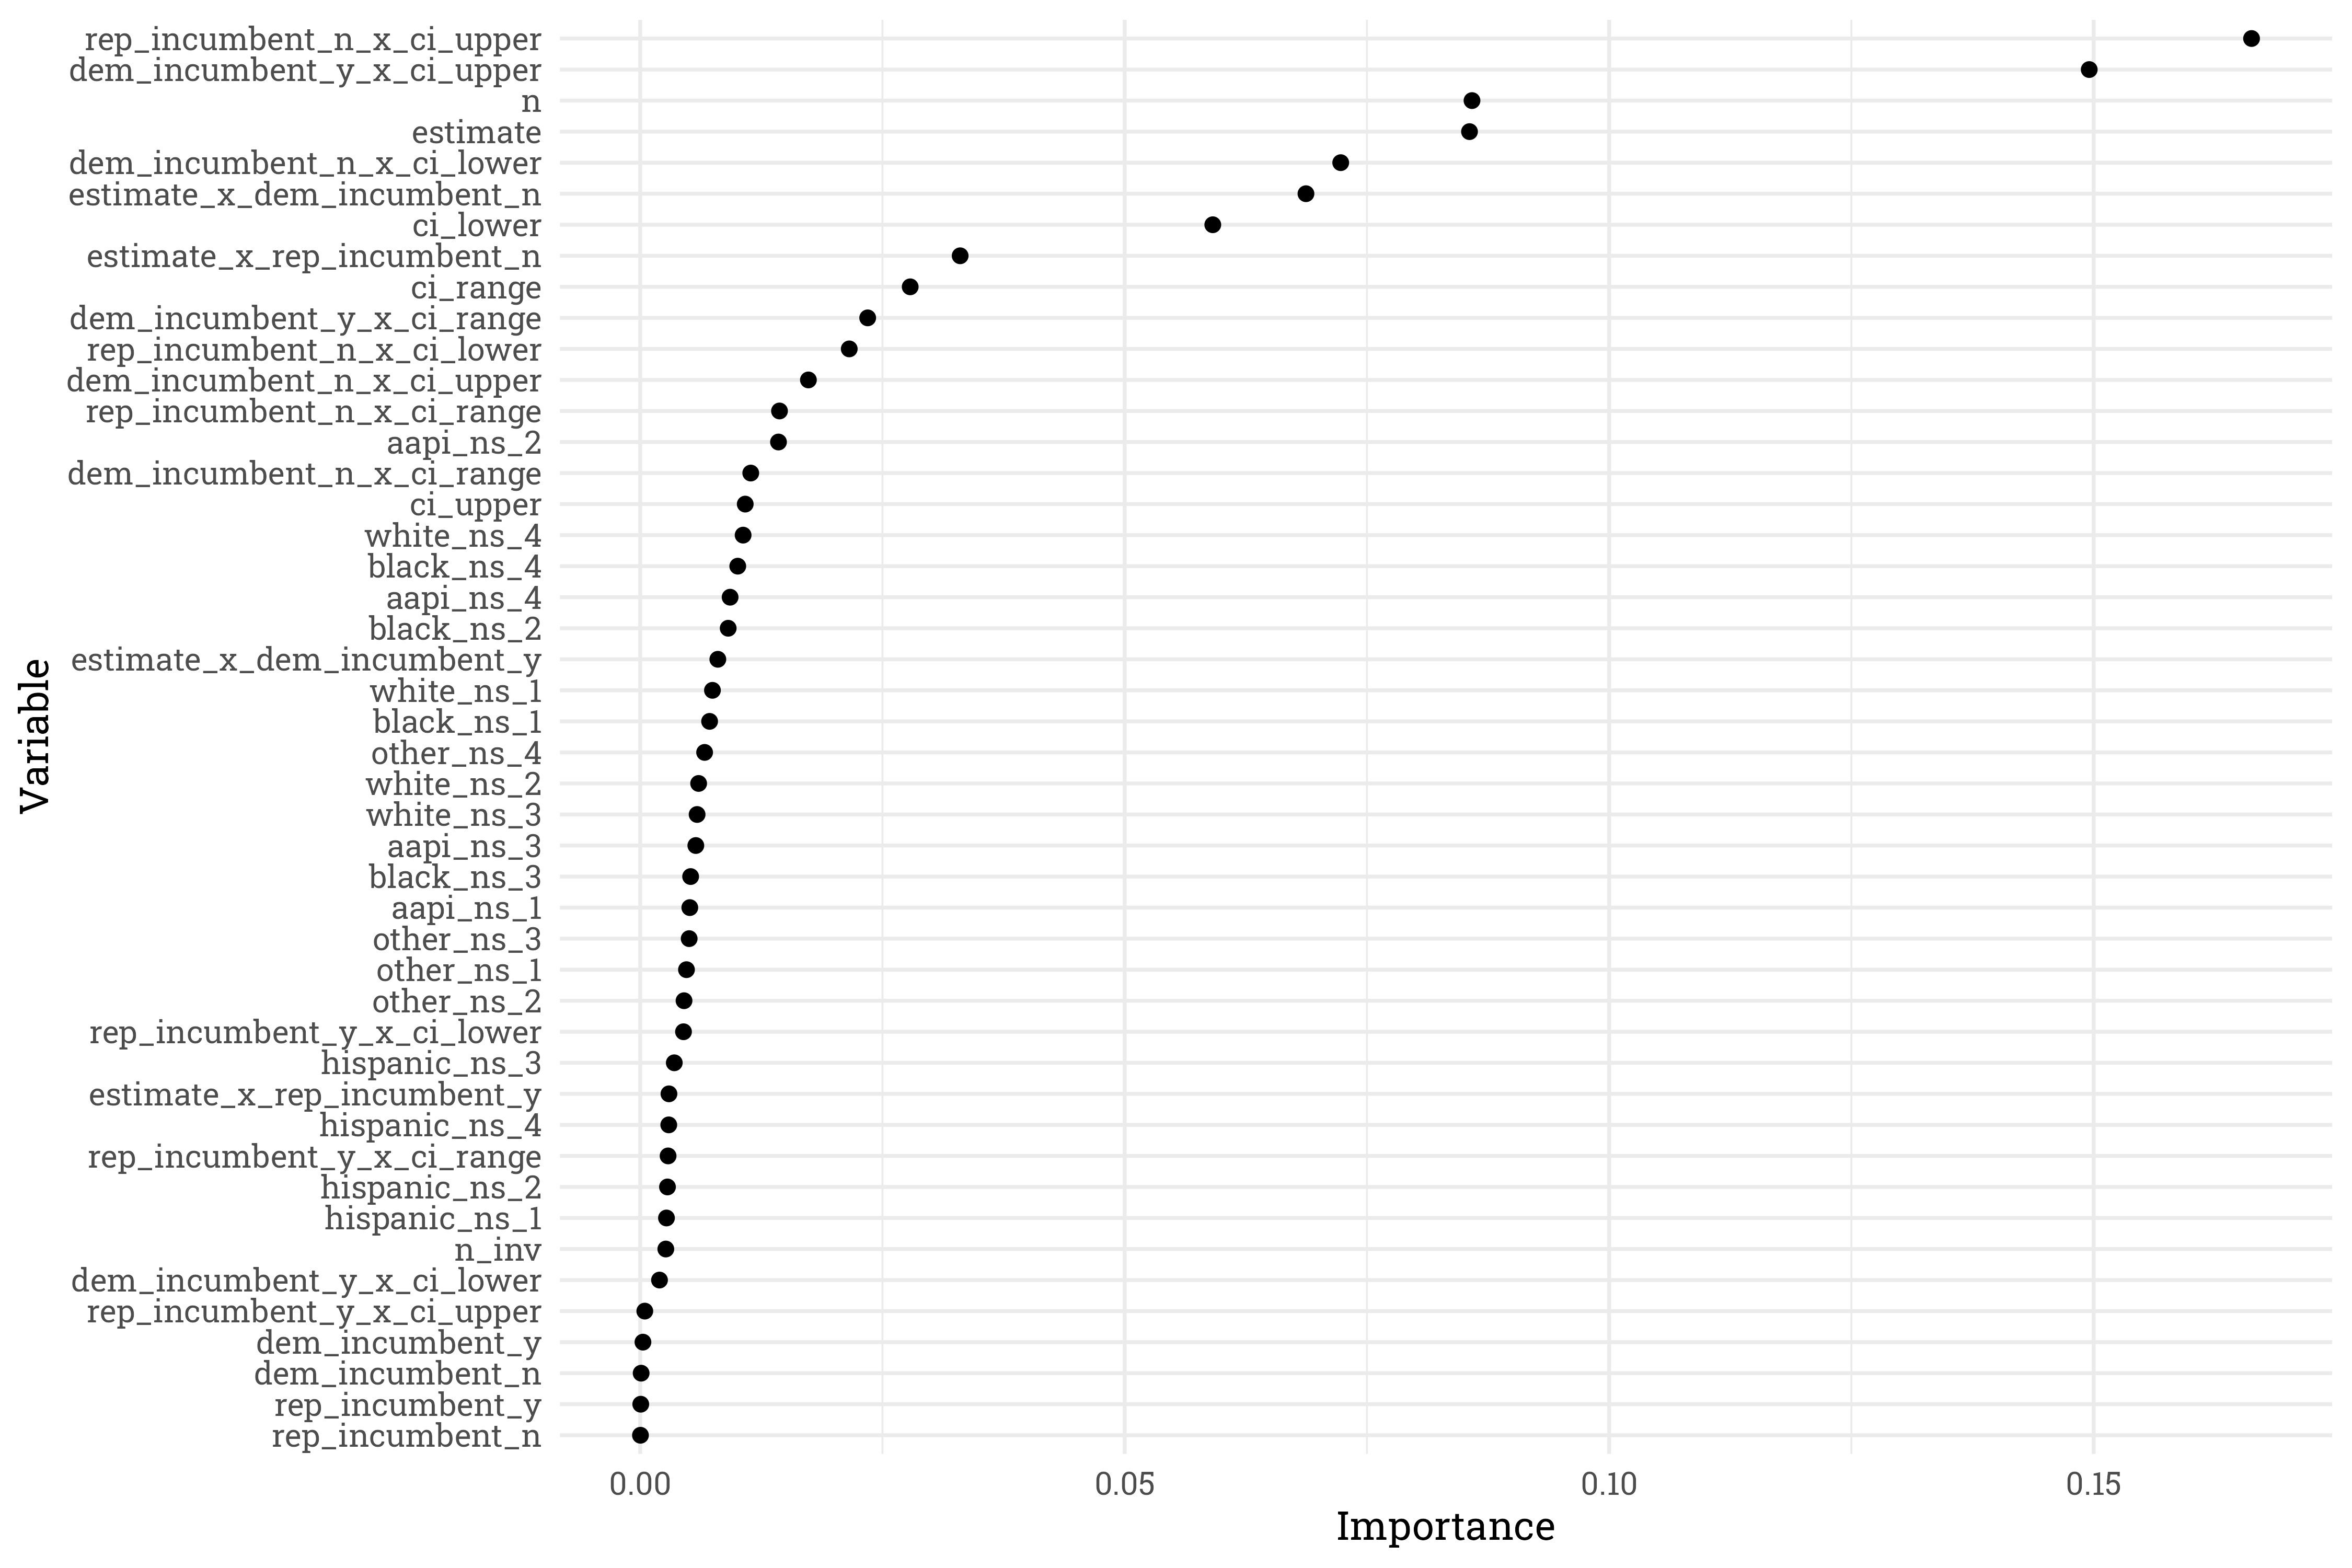 rep_incumbent_n_x_ci_upper
dem_incumbent_y_x_ci_upper
n
estimate
dem_incumbent_n_x_ci_lower
estimate_x_dem_incumbent_n
ci_lower
estimate_x_rep_incumbent_n
ci_range
dem_incumbent_y_x_ci_range
rep_incumbent_n_x_ci_lower
dem_incumbent_n_x_ci_upper
rep_incumbent_n_x_ci_range
aapi_ns_2
dem_incumbent_n_x_ci_range
ci_upper
white_ns_4
black_ns_4
aapi_ns_4
black_ns_2
estimate_x_dem_incumbent_y
white_ns_1
black_ns_1
other_ns_4
white_ns_2
white_ns_3
aapi_ns_3
black_ns_3
aapi_ns_1
other_ns_3
other_ns_1
other_ns_2
rep_incumbent_y_x_ci_lower
hispanic_ns_3
estimate_x_rep_incumbent_y
hispanic_ns_4
rep_incumbent_y_x_ci_range
hispanic_ns_2
hispanic_ns_1
n_inv
dem_incumbent_y_x_ci_lower
rep_incumbent_y_x_ci_upper
dem_incumbent_y
dem_incumbent_n
rep_incumbent_y
rep_incumbent_n
Variable
0.00 0.05 0.10 0.15
Importance